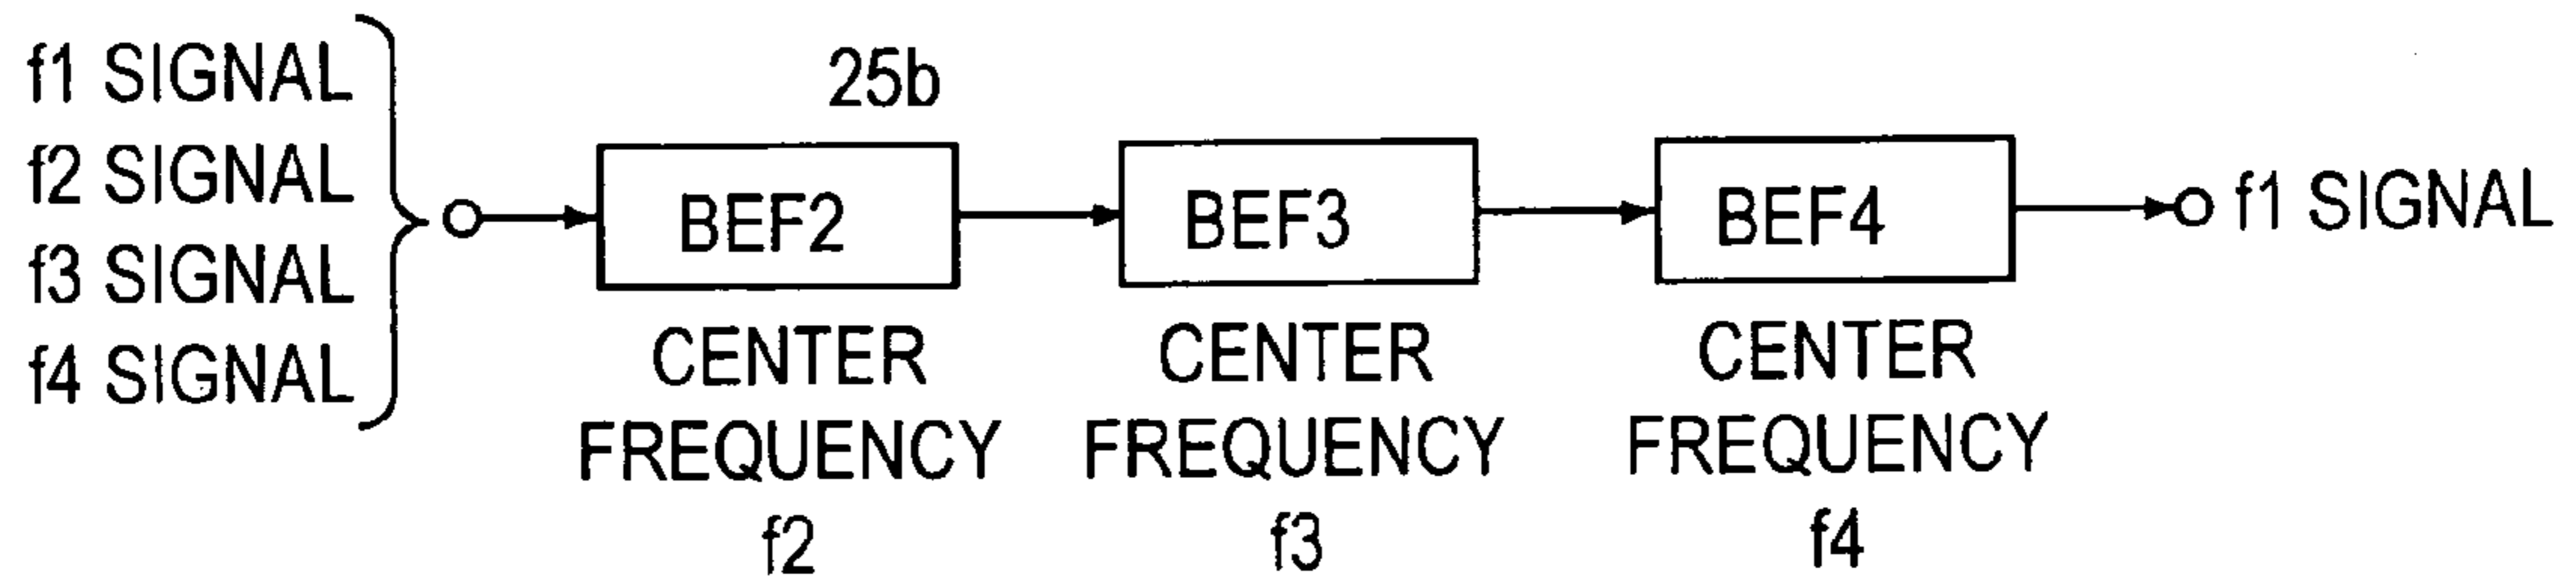 f1 SIGNAL
f2 SIGNAL
f3 SIGNAL
f4 SIGNAL
25b
BEF2
CENTER
FREQUENCY
f2
BEF3
CENTER
FREQUENCY
f3
BEF4
CENTER
FREQUENCY
f4
f1 SIGNAL